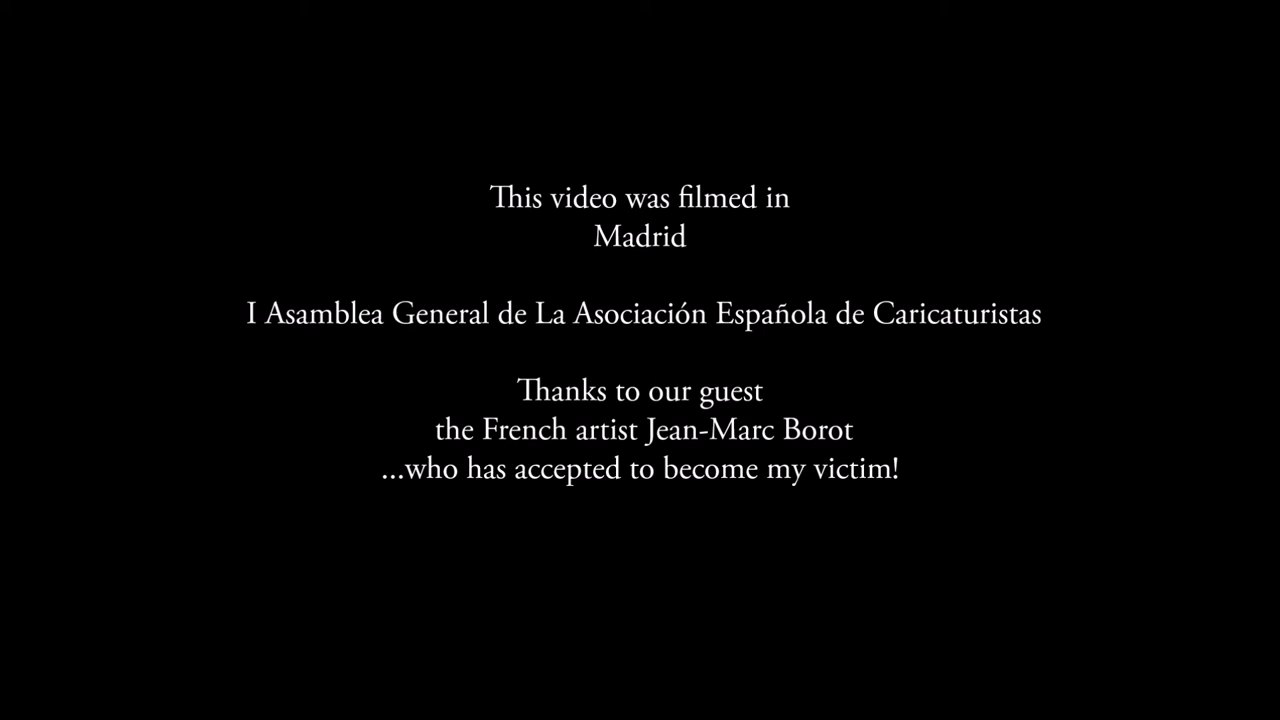 This video was filmed in
Madrid
I Asamblea General de La Asociación Española de Caricaturistas
Thanks to our guest
the French artist Jean-Marc Borot
...who has accepted to become my victim!